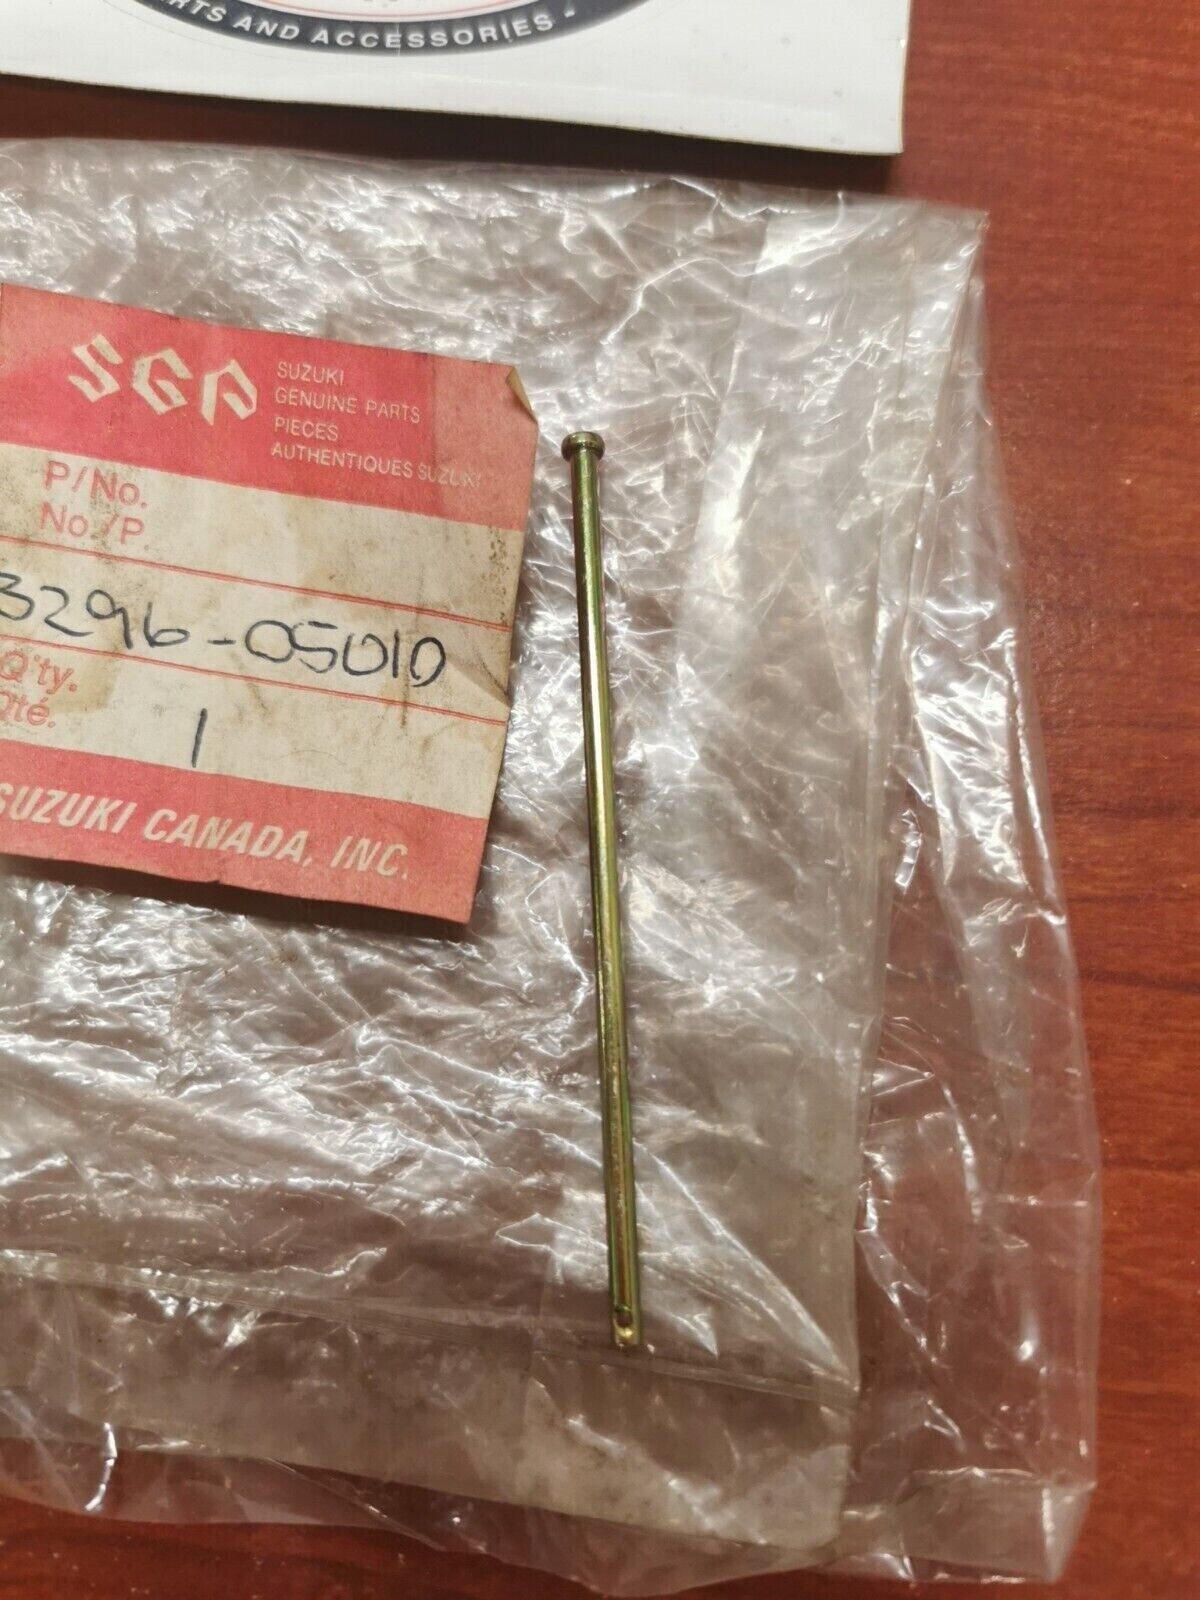 PARTS AND ACCESSORIES -
SGP
SUZUKI
GENUINE PARTS
PIECES
AUTHENTIQUES SUZUKI
P/No.
No./P.
3296-05010
Q'ty.
Qté.
1
SUZUKI CANADA, INC.